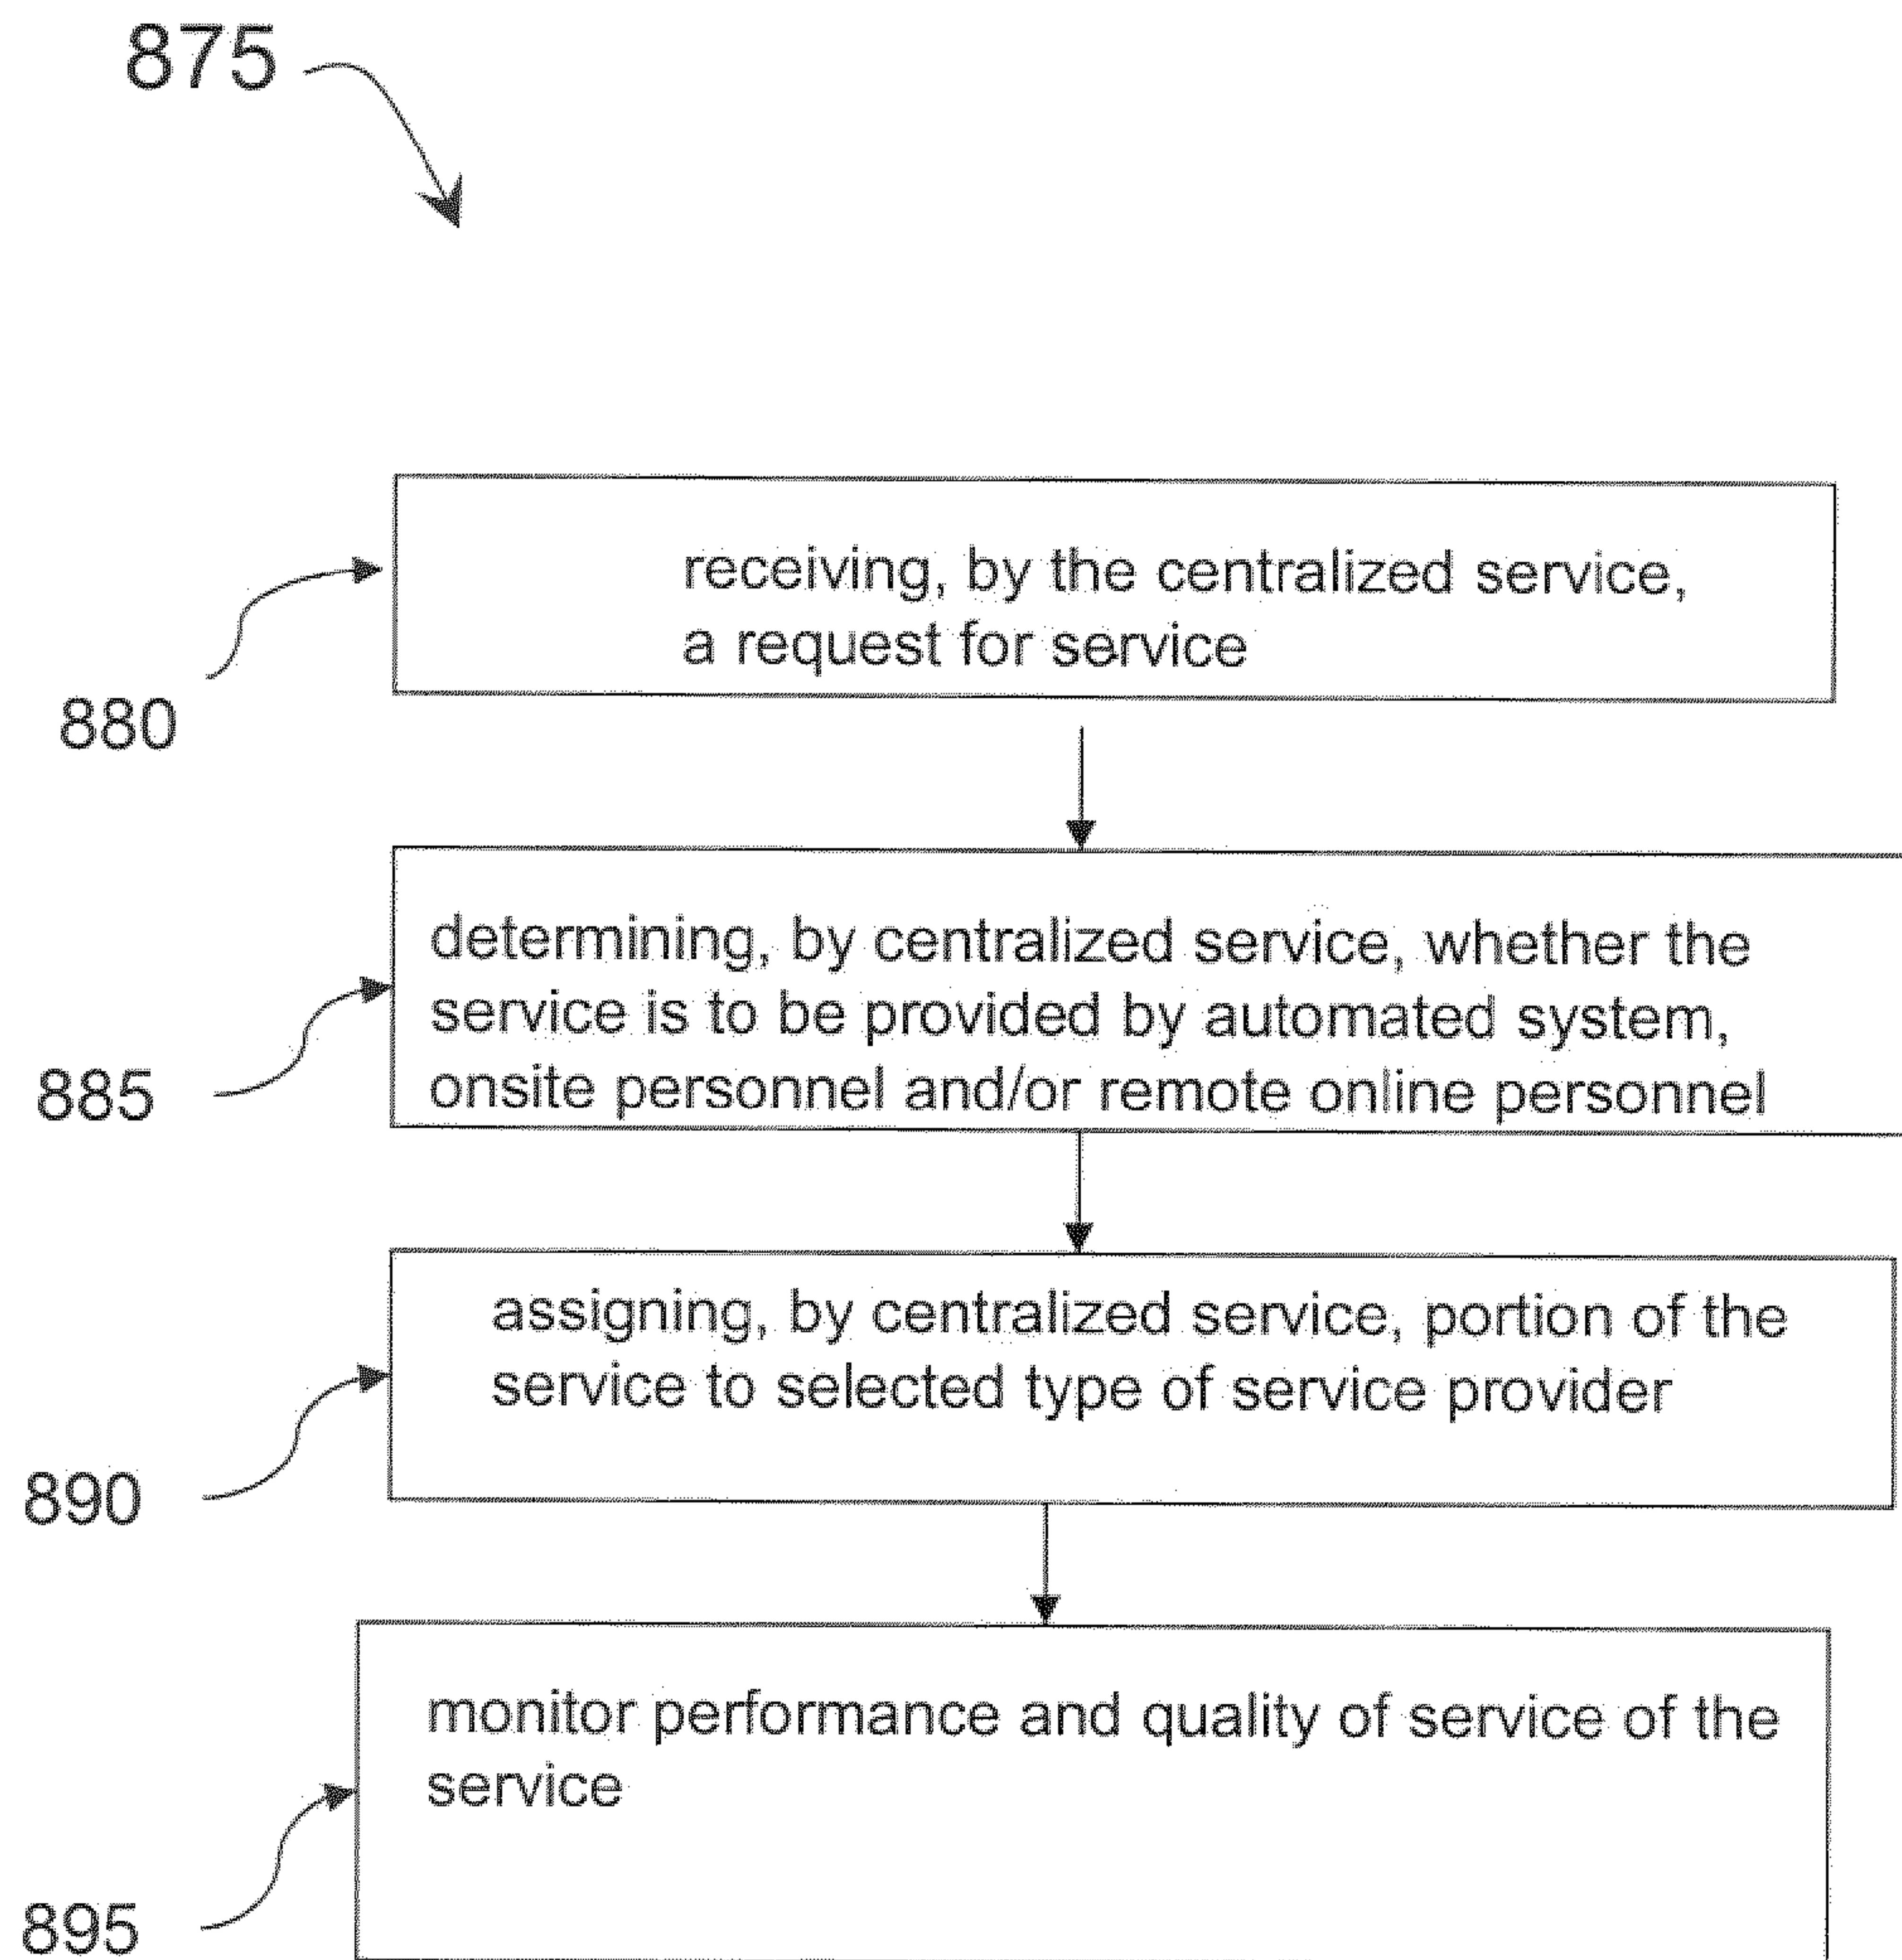 875
receiving, by the centralized service,
a request for service
880
determining, by centralized service, whether the
service is to be provided by automated system,
onsite personnel and/or remote online personnel
885
assigning, by centralized service, portion of the
service to selected type of service provider
890
monitor performance and quality of service of the
service
895